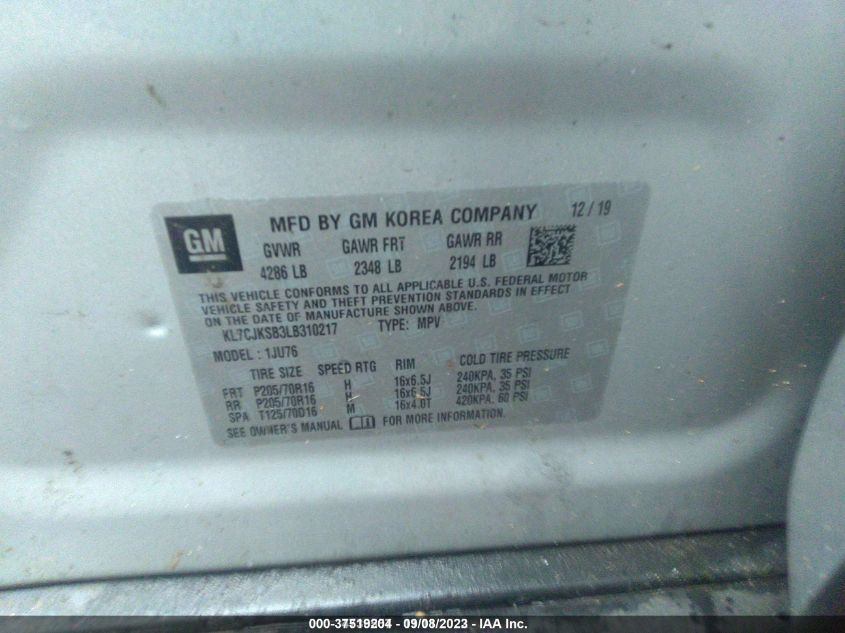 GM
MFD BY GM KOREA COMPANY 12 / 19
GVWR GAWR FRT GAWR RR
4286 LB 2348 LB 2194 LB
THIS VEHICLE CONFORMS TO ALL APPLICABLE U.S. FEDERAL MOTOR
VEHICLE SAFETY AND THEFT PREVENTION STANDARDS IN EFFECT
ON THE DATE OF MANUFACTURE SHOWN ABOVE.
KL7CJKSB3LB310217 TYPE: MPV
MODEL : 1JU76
TIRE SIZE SPEED RTG RIM COLD TIRE PRESSURE
FRT P205/70R16 H 16x6.5J 240KPA, 35 PSI
RR P205/70R16 H 16x6.5J 240KPA, 35 PSI
SPA T125/70D16 M 16x4.0T 420KPA, 60 PSI
SEE OWNER'S MANUAL FOR MORE INFORMATION.
000-37519204 - 09/08/2023 - IAA Inc.